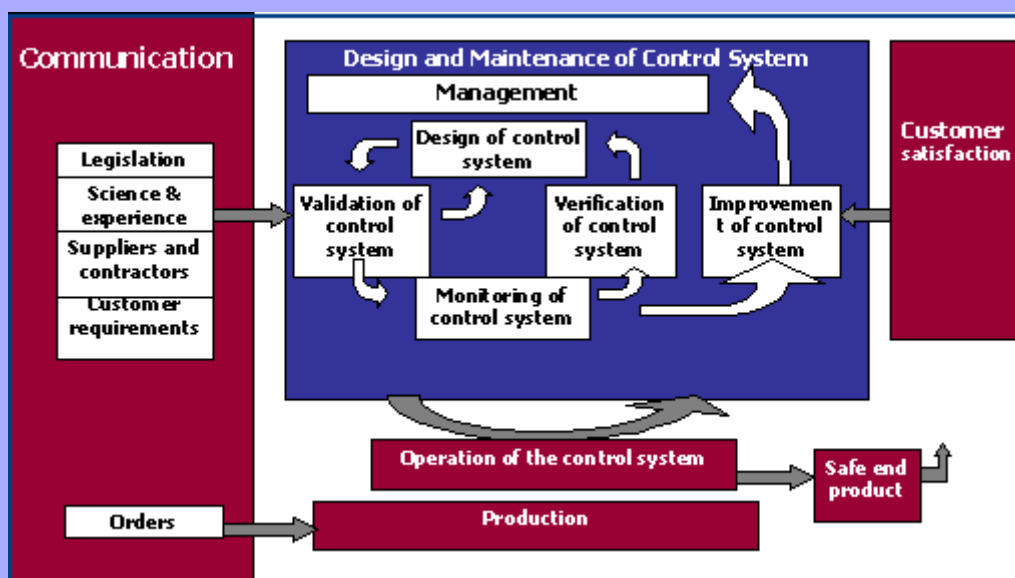 Communication
Legislation
Science &
experience
Suppliers and
contractors
Customer
requirements
Orders
Design and Maintenance of Control System
Management
Design of control
system
Validation of
control
system
Verification
of control
system
Improvemen
t of control
system
Monitoring of
control system
Customer
satisfaction
Operation of the control system
Safe end
product
Production